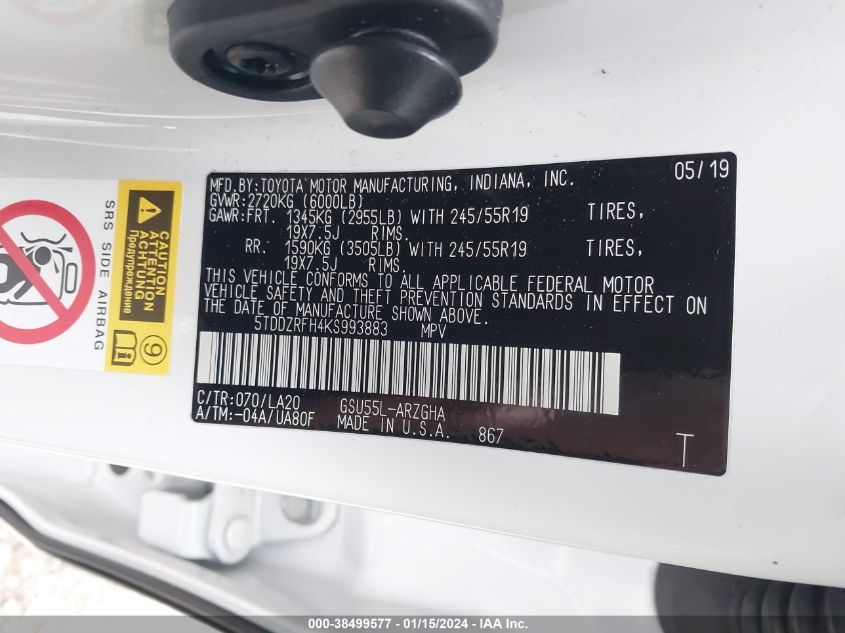 MFD.BY:TOYOTA MOTOR MANUFACTURING, INDIANA, INC. 05/19
GVWR:2720KG (6000LB)
GAWR:FRT. 1345KG (2955LB) WITH 245/55R19 TIRES,
19X7.5J RIMS.
RR. 1590KG (3505LB) WITH 245/55R19 TIRES,
19X7.5J RIMS.
THIS VEHICLE CONFORMS TO ALL APPLICABLE FEDERAL MOTOR
VEHICLE SAFETY AND THEFT PREVENTION STANDARDS IN EFFECT ON
THE DATE OF MANUFACTURE SHOWN ABOVE.
5TDDZRFH4KS993883 MPV
C/TR:070/LA20 GSU55L-ARZGHA
A/TM:-04A/UA80F MADE IN U.S.A. 867 T
SRS SIDE AIRBAG
CAUTION
ATTENTION
ACHTUNG
Предупреждение
9
000-38499577 - 01/15/2024 - IAA Inc.